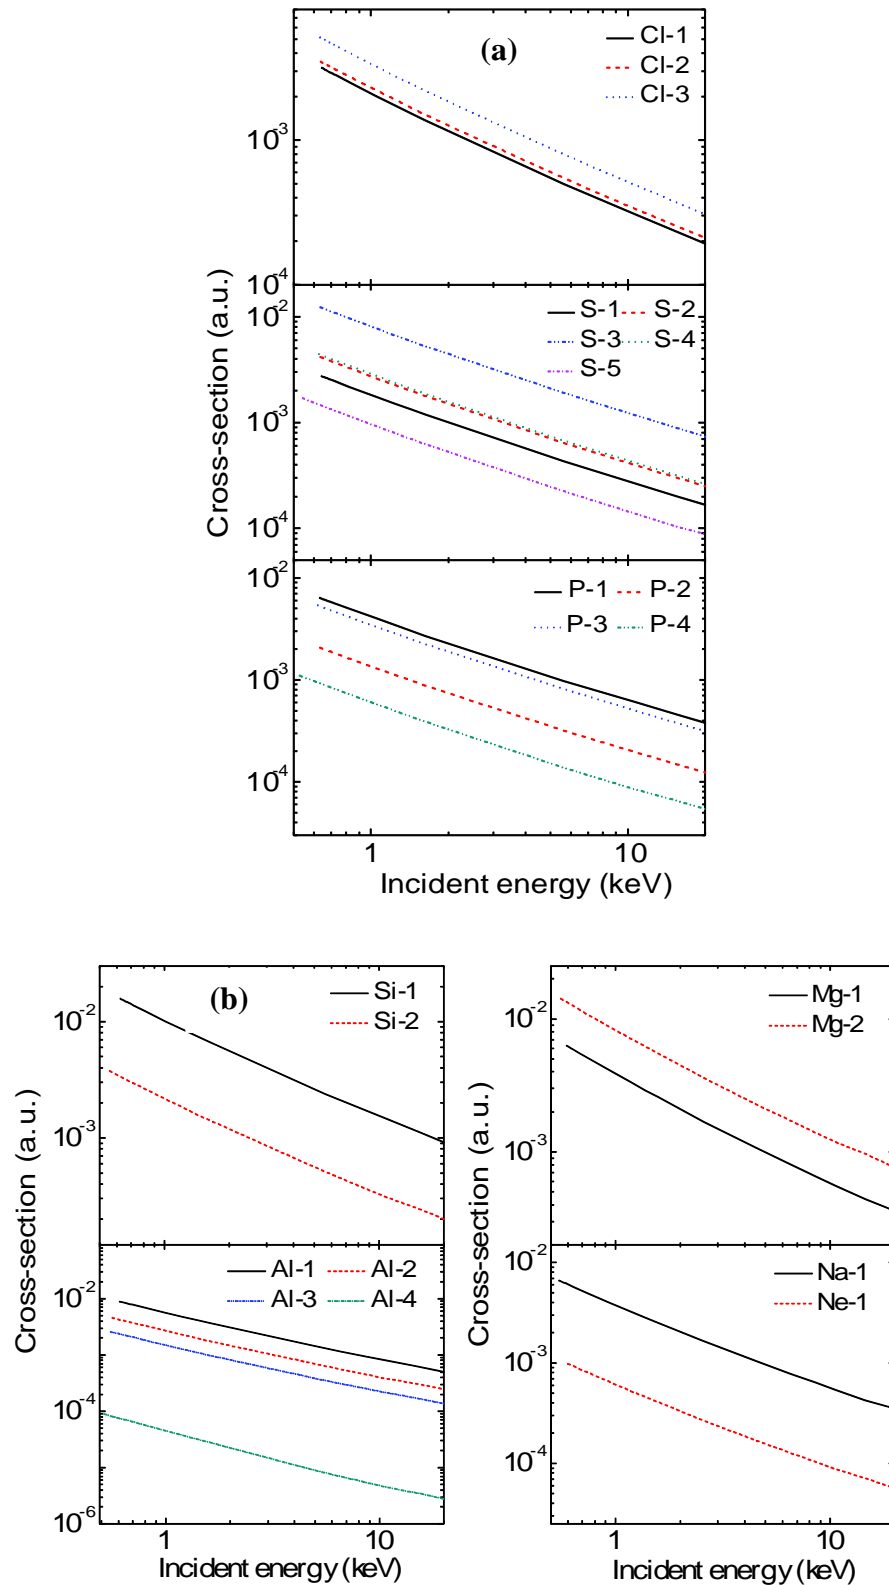 (a)
Cl-1
Cl-2
Cl-3
10-3
10-4
S-1 S-2
S-3 S-4
S-5
10-2
10-3
10-4
P-1 P-2
P-3 P-4
10-2
10-3
10-4
Cross-section (a.u.)
1 10
Incident energy (keV)
(b)
Si-1
Si-2
10-2
10-3
Al-1 Al-2
Al-3 Al-4
10-2
10-4
10-6
Cross-section (a.u.)
1 10
Incident energy (keV)
Mg-1
Mg-2
10-2
10-3
Na-1
Ne-1
10-2
10-3
10-4
Cross-section (a.u.)
1 10
Incident energy (keV)